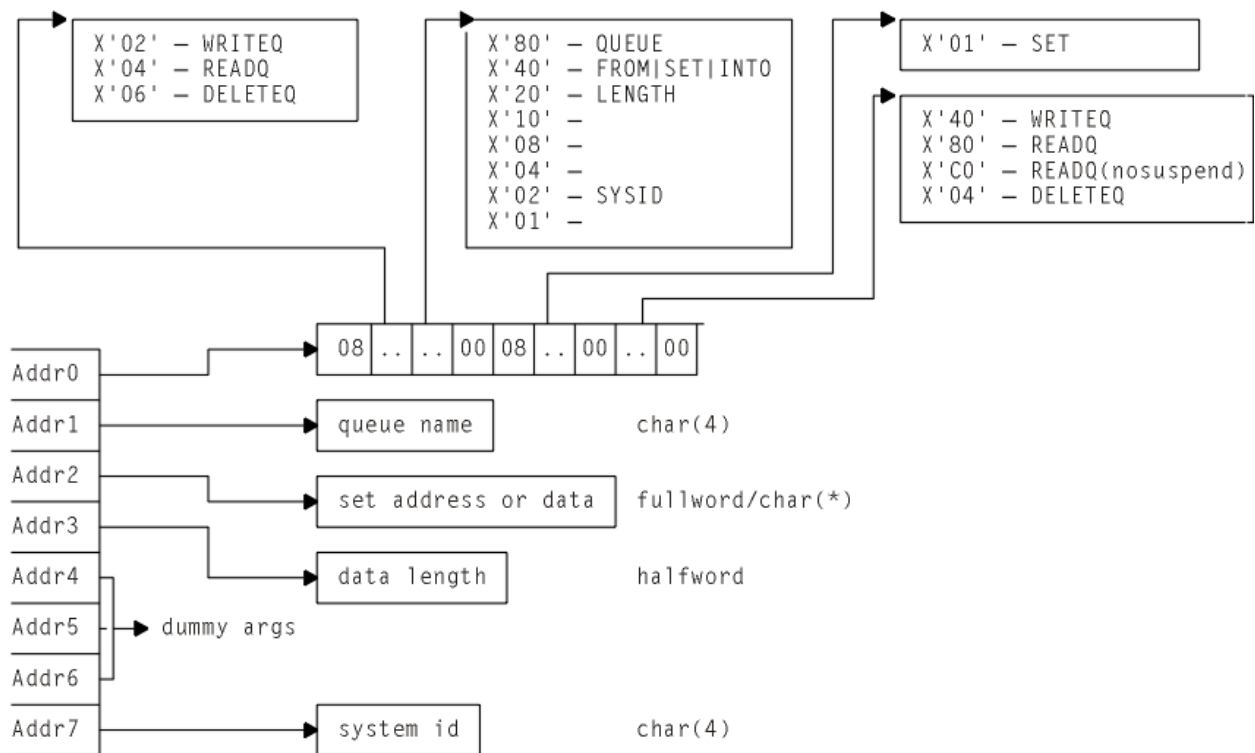 X'02' — WRITEQ
X'04' — READQ
X'06' — DELETEQ
X'80' — QUEUE
X'40' — FROM|SET|INTO
X'20' — LENGTH
X'10' —
X'08' —
X'04' —
X'02' — SYSID
X'01' —
X'01' — SET
X'40' — WRITEQ
X'80' — READQ
X'C0' — READQ(nosuspend)
X'04' — DELETEQ
08 .. .. 00 08 .. 00 .. 00
Addr0
Addr1 queue name char(4)
Addr2 set address or data fullword/char(*)
Addr3
Addr4 data length halfword
Addr5 dummy args
Addr6
Addr7 system id char(4)